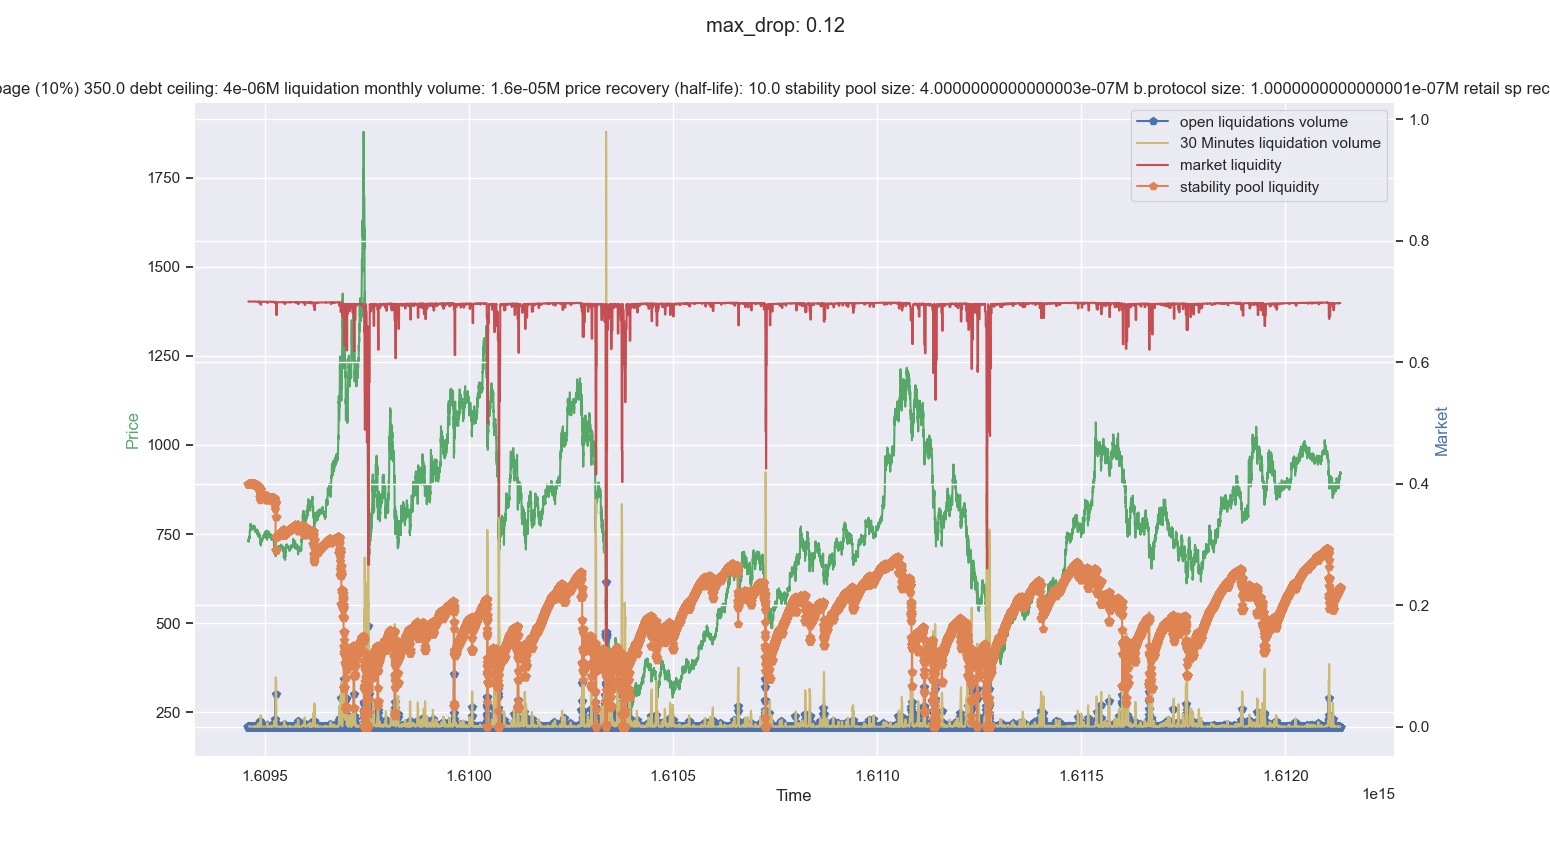 max_drop: 0.12
page (10%) 350.0 debt ceiling: 4e-06M liquidation monthly volume: 1.6e-05M price recovery (half-life): 10.0 stability pool size: 4.0000000000000003e-07M b.protocol size: 1.0000000000000001e-07M retail sp rec
open liquidations volume
30 Minutes liquidation volume
market liquidity
stability pool liquidity
1750
1500
1250
1000
750
500
250
Price
1.0
0.8
0.6
0.4
0.2
0.0
Market
1.6095 1.6100 1.6105 1.6110 1.6115 1.6120
Time
1e15